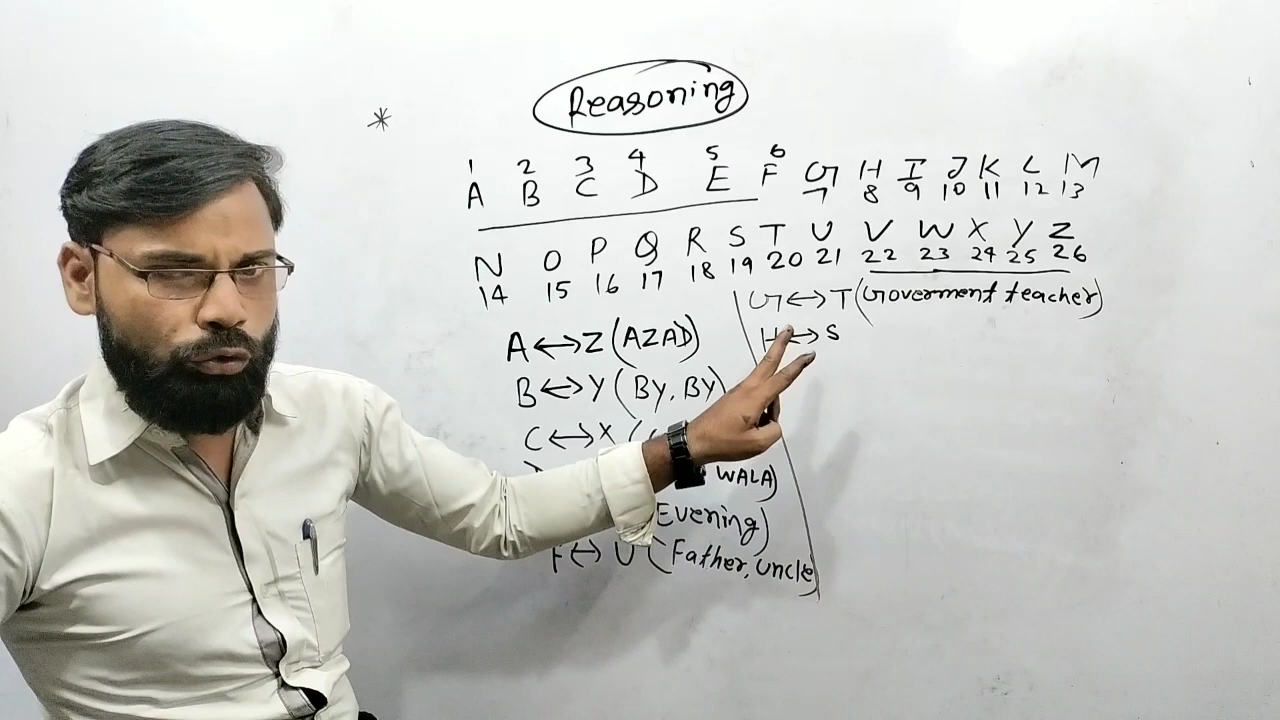 Reasoning
*
1 2 3 4 5 6
A B C D E F G H I J K L M
7 8 9 10 11 12 13
N O P Q R S T U V W X Y Z
14 15 16 17 18 19 20 21 22 23 24 25 26
A↔Z (AZAD)
B↔Y (By, By)
C↔X (
WALA)
Evening)
F↔U (Father, uncle)
G↔T (Goverment teacher)
H↔S